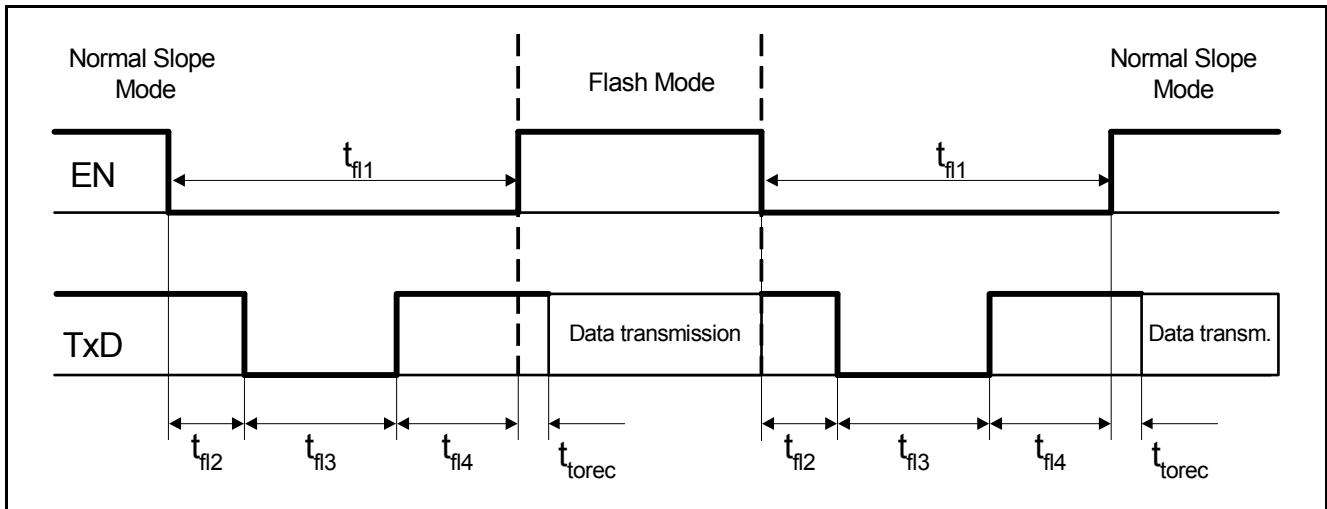 Normal Slope
Mode
Flash Mode
Normal Slope
Mode
EN
tfl1
tfl1
TxD
Data transmission
Data transm.
tfl2
tfl3
tfl4
ttorec
tfl2
tfl3
tfl4
ttorec